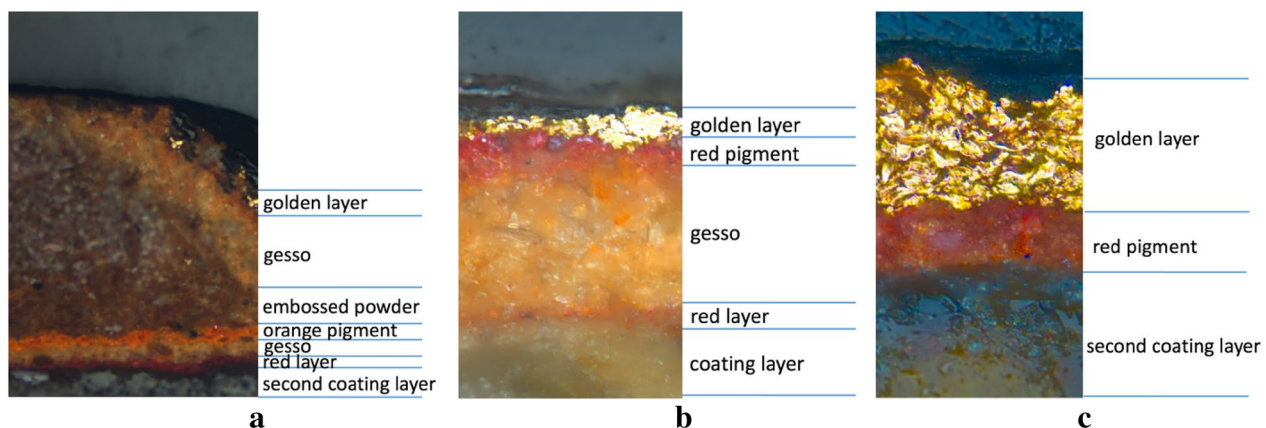 golden layer
gesso
embossed powder
orange pigment
gesso
red layer
second coating layer
a
golden layer
red pigment
gesso
red layer
coating layer
b
golden layer
red pigment
second coating layer
c